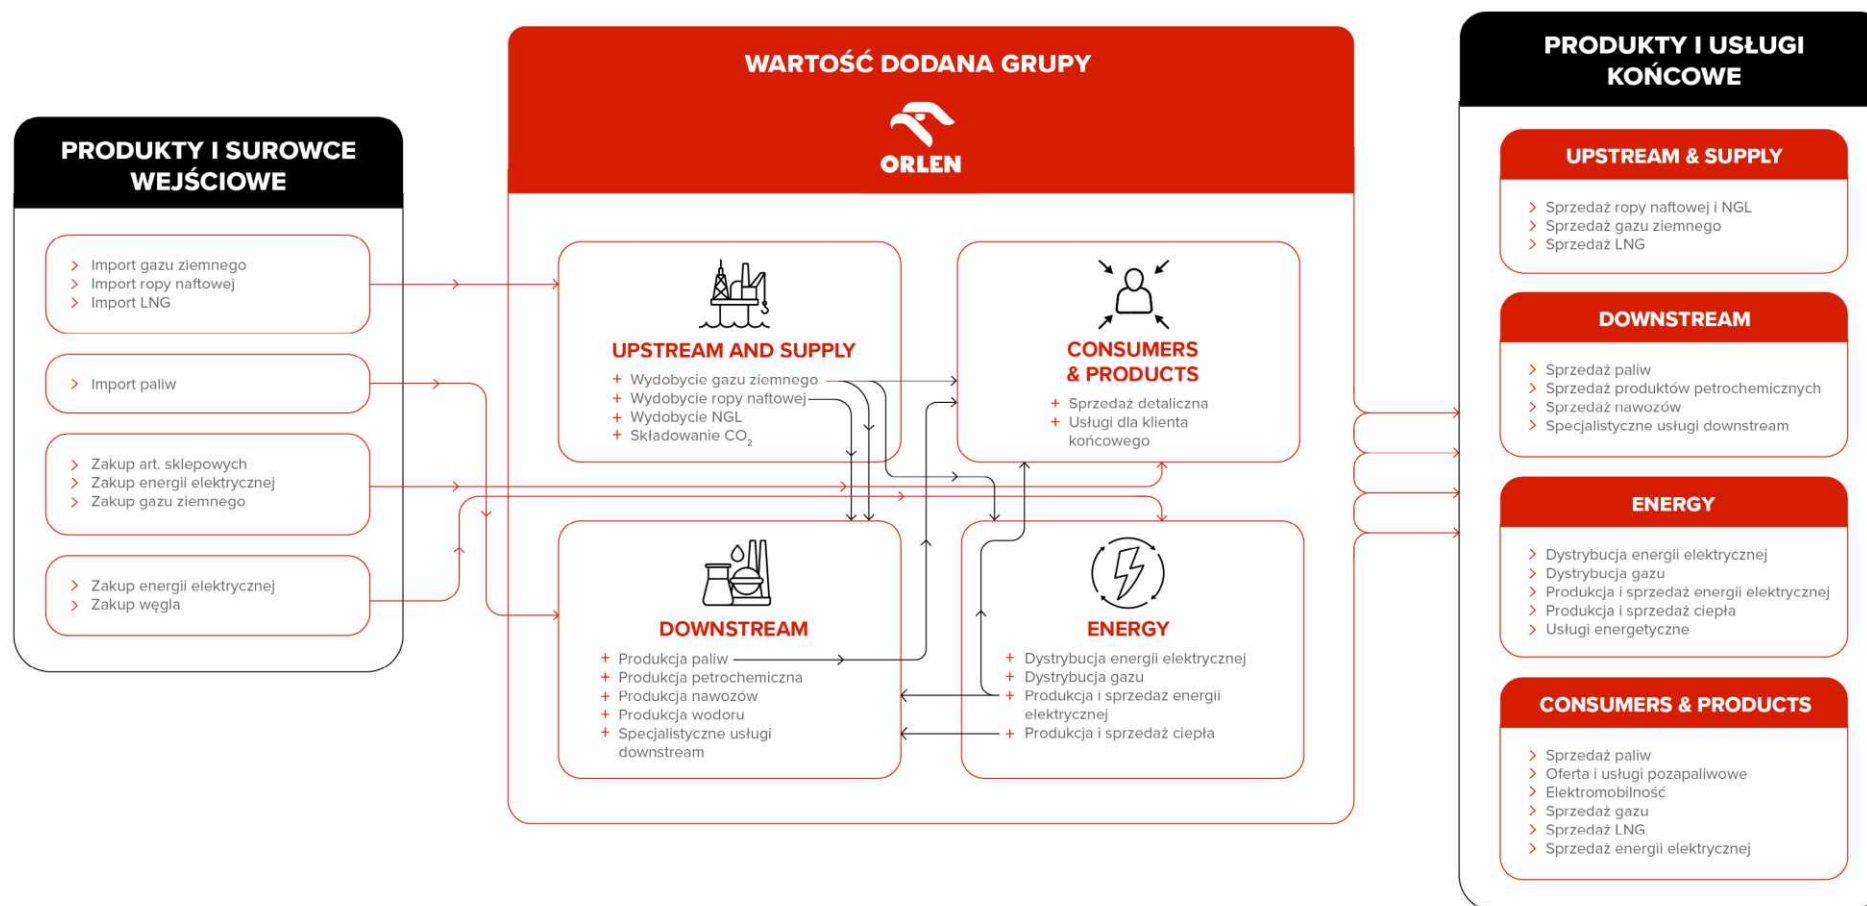 PRODUKTY I SUROWCE
WEJŚCIOWE
Import gazu ziemnego
Import ropy naftowej
Import LNG
Import paliw
Zakup art. sklepowych
Zakup energii elektrycznej
Zakup gazu ziemnego
Zakup energii elektrycznej
Zakup węgla
WARTOŚĆ DODANA GRUPY
ORLEN
UPSTREAM AND SUPPLY
+ Wydobycie gazu ziemnego
+ Wydobycie ropy naftowej
+ Wydobycie NGL
+ Składowanie CO₂
CONSUMERS
& PRODUCTS
+ Sprzedaż detaliczna
+ Usługi dla klienta
końcowego
DOWNSTREAM
+ Produkcja paliw
+ Produkcja petrochemiczna
+ Produkcja nawozów
+ Produkcja wodoru
+ Specjalistyczne usługi
downstream
ENERGY
+ Dystrybucja energii elektrycznej
+ Dystrybucja gazu
+ Produkcja i sprzedaż energii
elektrycznej
+ Produkcja i sprzedaż ciepła
PRODUKTY I USŁUGI
KOŃCOWE
UPSTREAM & SUPPLY
Sprzedaż ropy naftowej i NGL
Sprzedaż gazu ziemnego
Sprzedaż LNG
DOWNSTREAM
Sprzedaż paliw
Sprzedaż produktów petrochemicznych
Sprzedaż nawozów
Specjalistyczne usługi downstream
ENERGY
Dystrybucja energii elektrycznej
Dystrybucja gazu
Produkcja i sprzedaż energii elektrycznej
Produkcja i sprzedaż ciepła
Usługi energetyczne
CONSUMERS & PRODUCTS
Sprzedaż paliw
Oferta i usługi pozapaliwowe
Elektromobilność
Sprzedaż gazu
Sprzedaż LNG
Sprzedaż energii elektrycznej